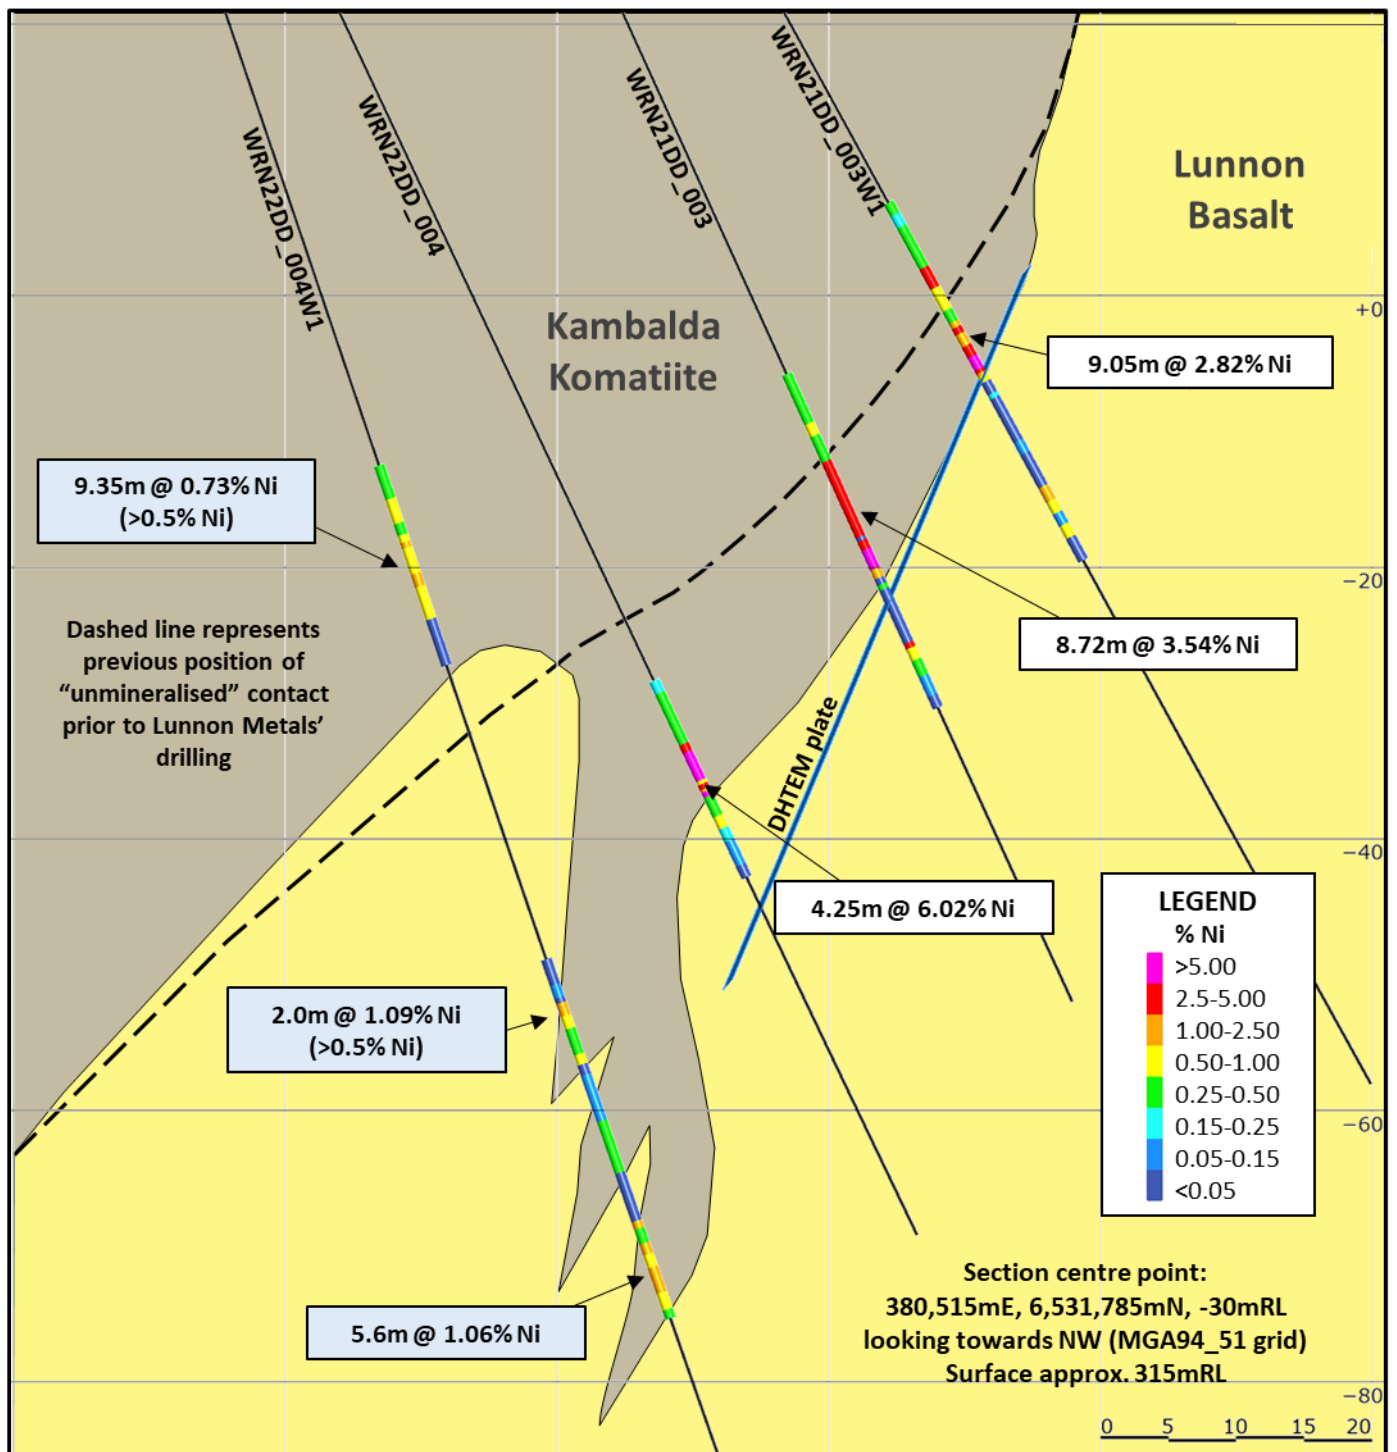 WRN22DD_004W1
WRN22DD_004
WRN21DD_003
WRN21DD_003W1
Lunnon
Basalt
Kambalda
Komatiite
+0
9.05m @ 2.82% Ni
9.35m @ 0.73% Ni
(>0.5% Ni)
−20
Dashed line represents
previous position of
“unmineralised” contact
prior to Lunnon Metals’
drilling
8.72m @ 3.54% Ni
DHTEM plate
−40
4.25m @ 6.02% Ni
LEGEND
% Ni
>5.00
2.5-5.00
1.00-2.50
0.50-1.00
0.25-0.50
0.15-0.25
0.05-0.15
<0.05
2.0m @ 1.09% Ni
(>0.5% Ni)
−60
5.6m @ 1.06% Ni
Section centre point:
380,515mE, 6,531,785mN, -30mRL
looking towards NW (MGA94_51 grid)
Surface approx. 315mRL
−80
0 5 10 15 20